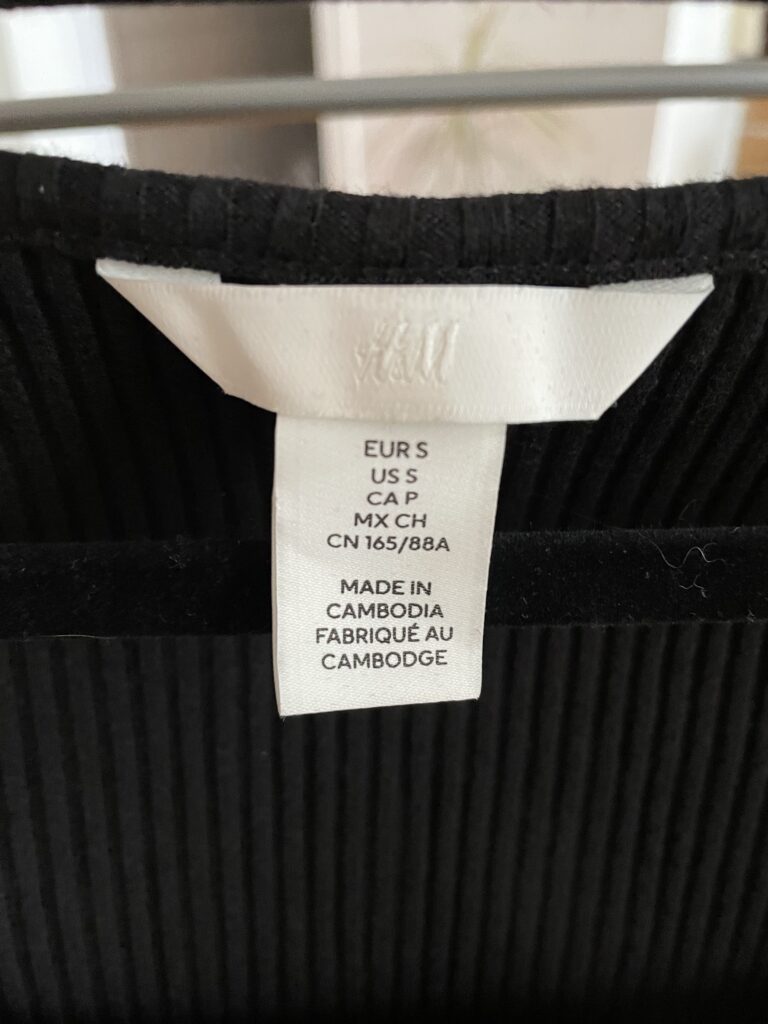 H&M
EUR S
US S
CA P
MX CH
CN 165/88A
MADE IN
CAMBODIA
FABRIQUÉ AU
CAMBODGE